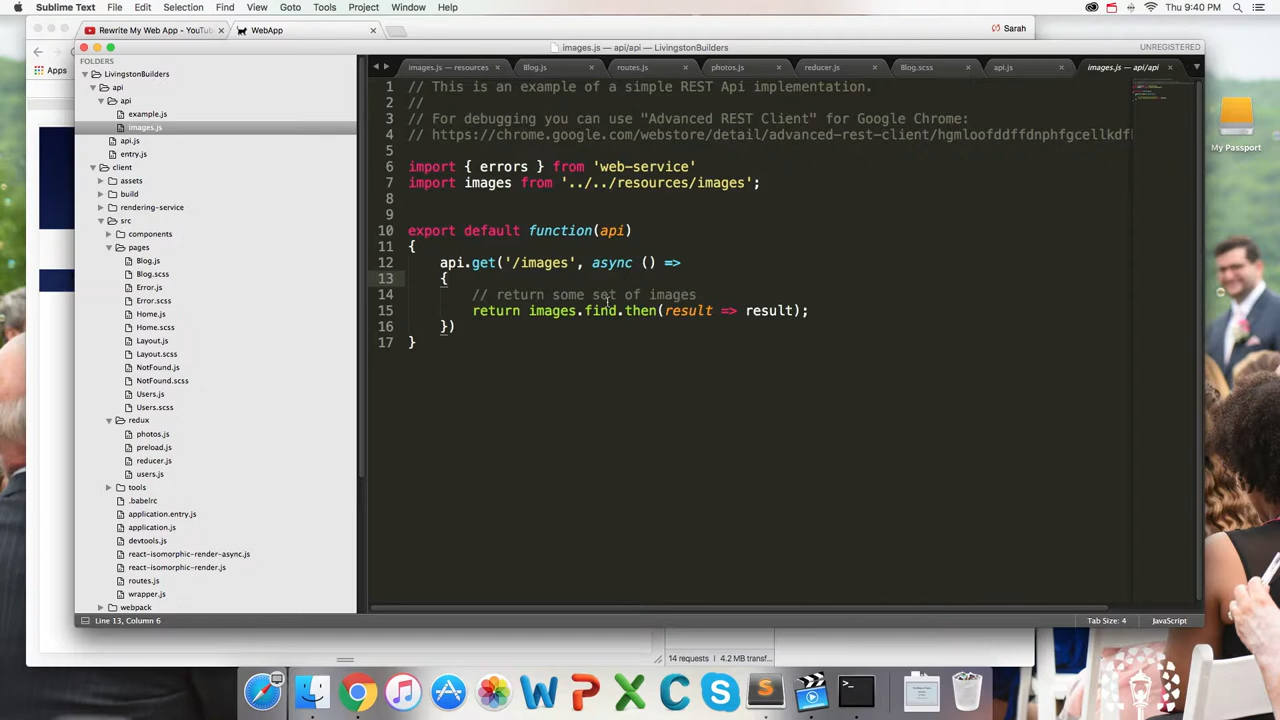 Sublime Text File Edit Selection Find View Goto Tools Project Window Help Thu 9:40 PM
Rewrite My Web App - YouTu WebApp Sarah
Apps
images.js — api/api — LivingstonBuilders UNREGISTERED
images.js — resources Blog.js routes.js photos.js reducer.js Blog.scss api.js images.js — api/api
FOLDERS
LivingstonBuilders
api
api
example.js
images.js
api.js
entry.js
client
assets
build
rendering-service
src
components
pages
Blog.js
Blog.scss
Error.js
Error.scss
Home.js
Home.scss
Layout.js
Layout.scss
NotFound.js
NotFound.scss
Users.js
Users.scss
redux
photos.js
preload.js
reducer.js
users.js
tools
.babelrc
application.entry.js
application.js
devtools.js
react-isomorphic-render-async.js
react-isomorphic-render.js
routes.js
wrapper.js
webpack
1 // This is an example of a simple REST Api implementation.
2 //
3 // For debugging you can use "Advanced REST Client" for Google Chrome:
4 // https://chrome.google.com/webstore/detail/advanced-rest-client/hgmloofddffdnphfgcellkdf
5
6 import { errors } from 'web-service'
7 import images from '../../resources/images';
8
9
10 export default function(api)
11 {
12 api.get('/images', async () =>
13 {
14 // return some set of images
15 return images.find.then(result => result);
16 })
17 }
Line 13, Column 6 Tab Size: 4 JavaScript
14 requests 4.2 MB transf...
My Passport